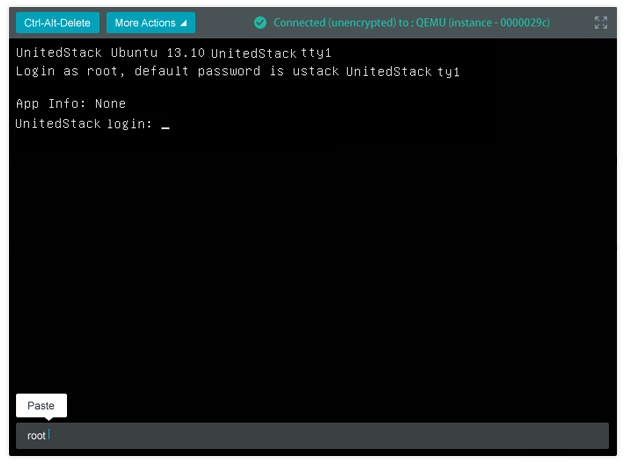 Ctrl-Alt-Delete More Actions Connected (unencrypted) to : QEMU (instance - 0000029c)
UnitedStack Ubuntu 13.10 UnitedStack tty1
Login as root, default password is ustack UnitedStack ty1
App Info: None
UnitedStack login: _
Paste
root